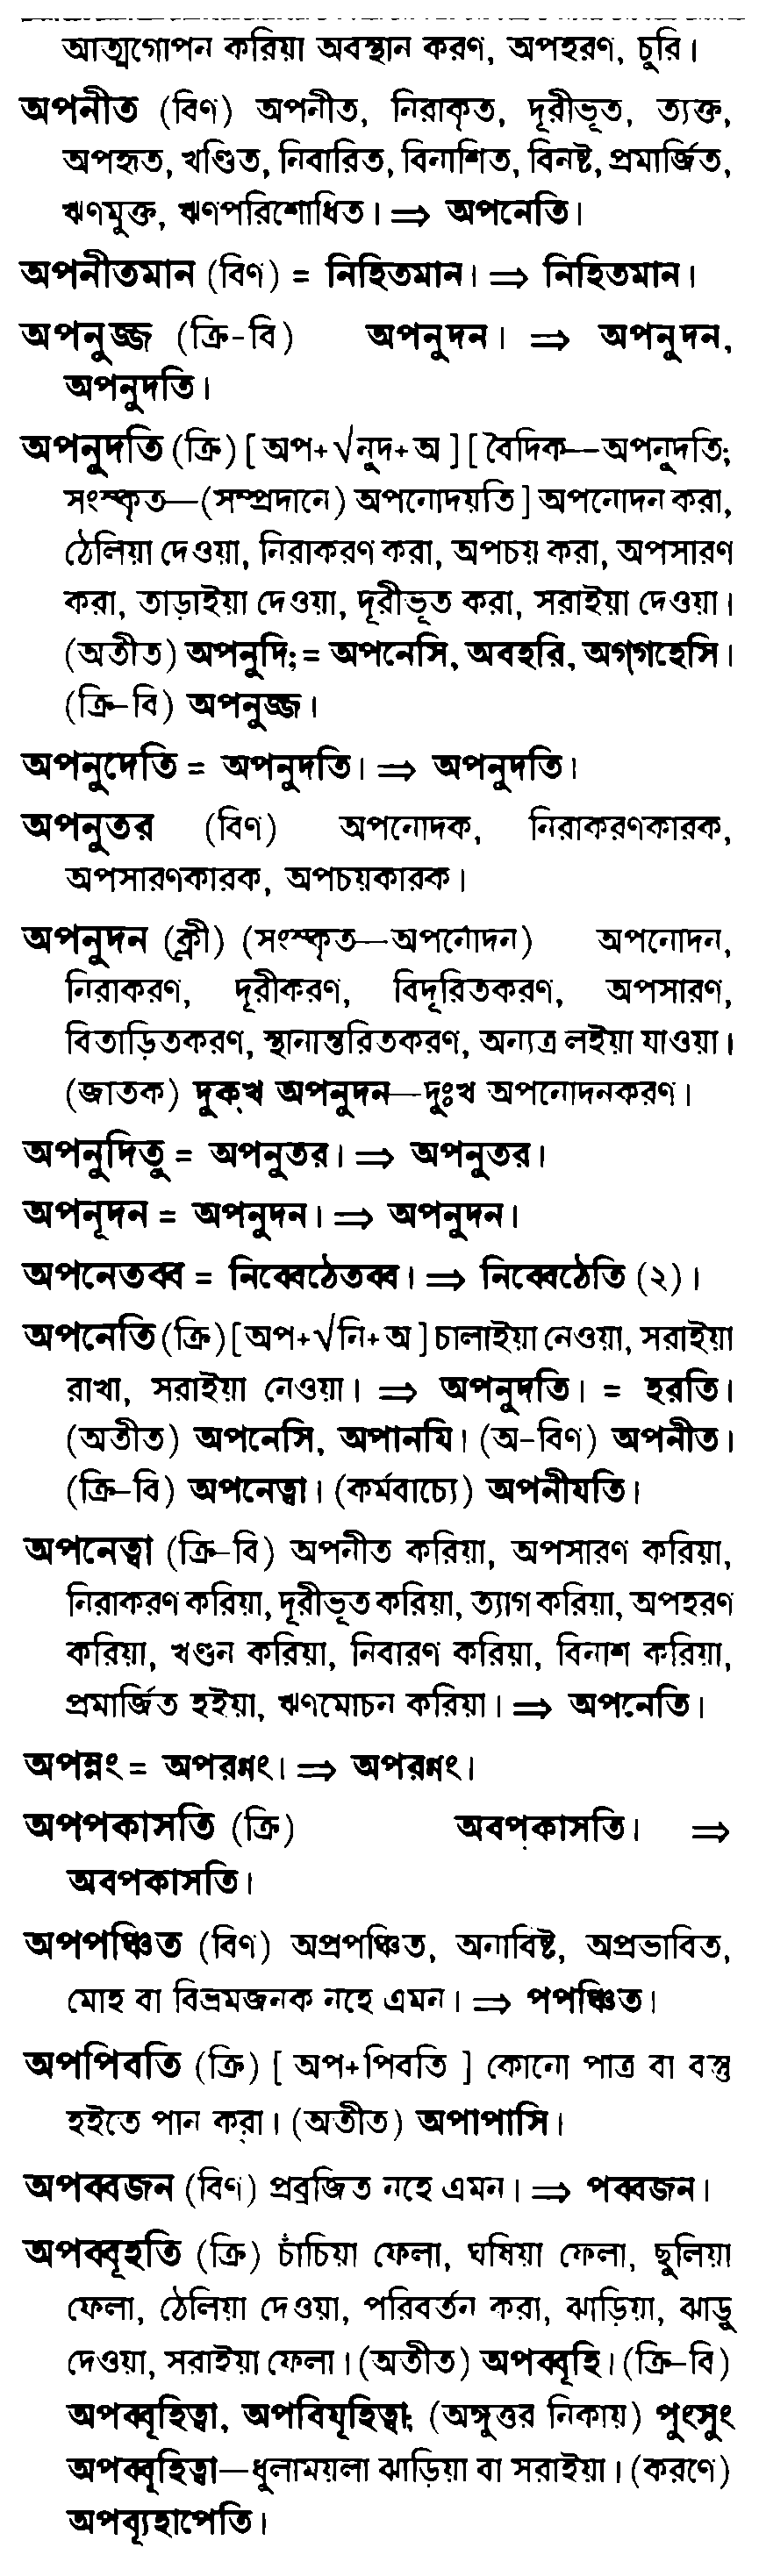 আত্মগোপন করিয়া অবস্থান করণ, অপহরণ, চুরি।
অপনীত (বিণ) অপনীত, নিরাকৃত, দূরীভূত, ত্যক্ত,
অপহৃত, খণ্ডিত, নিবারিত, বিনাশিত, বিনষ্ট, প্রমার্জিত,
ঋণমুক্ত, ঋণপরিশোধিত। ⇒ অপনেতি।
অপনীতমান (বিণ) = নিহিতমান। ⇒ নিহিতমান।
অপনুজ্জ (ক্রি-বি) অপনুদন। ⇒ অপনুদন,
অপনুদতি।
অপনুদতি (ক্রি) [ অপ+√নুদ+অ ] [ বৈদিক—অপনুদতি;
সংস্কৃত—(সম্প্রদানে) অপনোদয়তি ] অপনোদন করা,
ঠেলিয়া দেওয়া, নিরাকরণ করা, অপচয় করা, অপসারণ
করা, তাড়াইয়া দেওয়া, দূরীভূত করা, সরাইয়া দেওয়া।
(অতীত) অপনুদি; = অপনেসি, অবহরি, অগ্গহেসি।
(ক্রি-বি) অপনুজ্জ।
অপনুদেতি = অপনুদতি। ⇒ অপনুদতি।
অপনুতর (বিণ) অপনোদক, নিরাকরণকারক,
অপসারণকারক, অপচয়কারক।
অপনুদন (ক্লী) (সংস্কৃত—অপনোদন) অপনোদন,
নিরাকরণ, দূরীকরণ, বিদূরিতকরণ, অপসারণ,
বিতাড়িতকরণ, স্থানান্তরিতকরণ, অন্যত্র লইয়া যাওয়া।
(জাতক) দুক্খ অপনুদন—দুঃখ অপনোদনকরণ।
অপনুদিতু = অপনুতর। ⇒ অপনুতর।
অপনূদন = অপনুদন। ⇒ অপনুদন।
অপনেতব্ব = নিব্বেঠেতব্ব। ⇒ নিব্বেঠেতি (২)।
অপনেতি (ক্রি) [ অপ+√নি+অ ] চালাইয়া নেওয়া, সরাইয়া
রাখা, সরাইয়া নেওয়া। ⇒ অপনুদতি। = হরতি।
(অতীত) অপনেসি, অপানযি। (অ-বিণ) অপনীত।
(ক্রি-বি) অপনেত্বা। (কর্মবাচ্যে) অপনীযতি।
অপনেত্বা (ক্রি-বি) অপনীত করিয়া, অপসারণ করিয়া,
নিরাকরণ করিয়া, দূরীভূত করিয়া, ত্যাগ করিয়া, অপহরণ
করিয়া, খণ্ডন করিয়া, নিবারণ করিয়া, বিনাশ করিয়া,
প্রমার্জিত হইয়া, ঋণমোচন করিয়া। ⇒ অপনেতি।
অপন্নং = অপরন্নং। ⇒ অপরন্নং।
অপপকাসতি (ক্রি) অবপকাসতি। ⇒
অবপকাসতি।
অপপঞ্চিত (বিণ) অপ্রপঞ্চিত, অনাবিষ্ট, অপ্রভাবিত,
মোহ বা বিভ্রমজনক নহে এমন। ⇒ পপঞ্চিত।
অপপিবতি (ক্রি) [ অপ+পিবতি ] কোনো পাত্র বা বস্তু
হইতে পান করা। (অতীত) অপাপাসি।
অপব্বজন (বিণ) প্রব্রজিত নহে এমন। ⇒ পব্বজন।
অপব্বূহতি (ক্রি) চাঁচিয়া ফেলা, ঘষিয়া ফেলা, ছুলিয়া
ফেলা, ঠেলিয়া দেওয়া, পরিবর্তন করা, ঝাড়িয়া, ঝাড়ু
দেওয়া, সরাইয়া ফেলা। (অতীত) অপব্বূহি। (ক্রি-বি)
অপব্বূহিত্বা, অপবিযূহিত্বা; (অঙ্গুত্তর নিকায়) পুংসুং
অপব্বূহিত্বা—ধুলাময়লা ঝাড়িয়া বা সরাইয়া। (করণে)
অপব্যূহাপেতি।